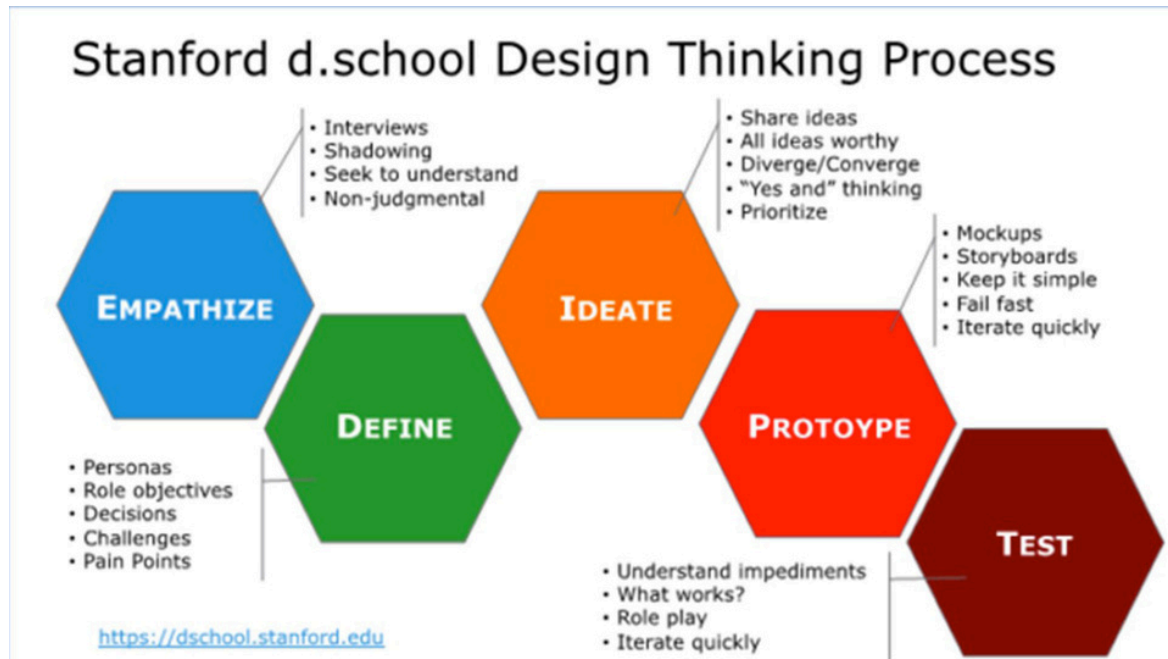 Stanford d.school Design Thinking Process
• Interviews
• Shadowing
• Seek to understand
• Non-judgmental
• Share ideas
• All ideas worthy
• Diverge/Converge
• “Yes and” thinking
• Prioritize
• Mockups
• Storyboards
• Keep it simple
• Fail fast
• Iterate quickly
EMPATHIZE
IDEATE
DEFINE
PROTOYPE
TEST
• Personas
• Role objectives
• Decisions
• Challenges
• Pain Points
• Understand impediments
• What works?
• Role play
• Iterate quickly
https://dschool.stanford.edu